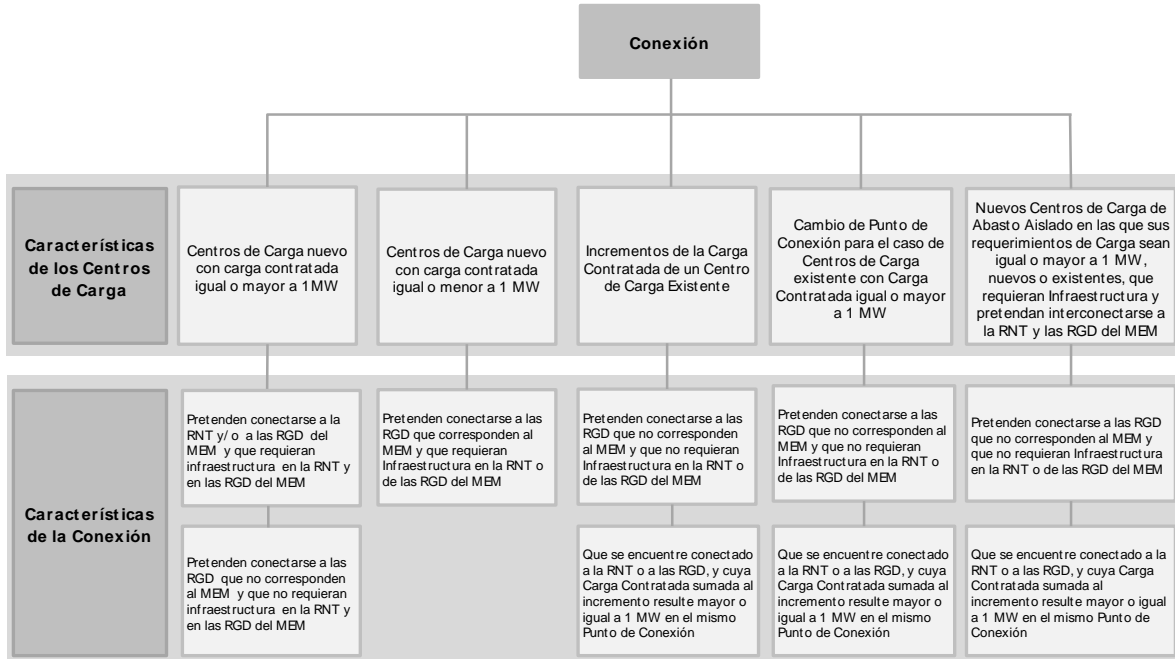 Conexión
Características
de los Centros
de Carga
Centros de Carga nuevo
con carga contratada
igual o mayor a 1 MW
Centros de Carga nuevo
con carga contratada
igual o menor a 1 MW
Incrementos de la Carga
Contratada de un Centro
de Carga Existente
Cambio de Punto de
Conexión para el caso de
Centros de Carga
existente con Carga
Contratada igual o mayor
a 1 MW
Nuevos Centros de Carga de
Abasto Aislado en las que sus
requerimientos de Carga sean
igual o mayor a 1 MW,
nuevos o existentes, que
requieran Infraestructura y
pretendan interconectarse a
la RNT y las RGD del MEM
Características
de la Conexión
Pretenden conectarse a la
RNT y/o a las RGD del
MEM y que requieran
infraestructura en la RNT y
en las RGD del MEM
Pretenden conectarse a las
RGD que corresponden al
MEM y que requieran
Infraestructura en la RNT o
de las RGD del MEM
Pretenden conectarse a las
RGD que no corresponden
al MEM y que no requieran
Infraestructura en la RNT o
de las RGD del MEM
Pretenden conectarse a las
RGD que no corresponden
al MEM y que no requieran
Infraestructura en la RNT o
de las RGD del MEM
Pretenden conectarse a las RGD
que no corresponden al MEM y
que no requieran Infraestructura
en la RNT o de las RGD del
MEM
Pretenden conectarse a las
RGD que no corresponden
al MEM y que no requieran
infraestructura en la RNT y
en las RGD del MEM
Que se encuentre conectado
a la RNT o a las RGD, y cuya
Carga Contratada sumada al
incremento resulte mayor o
igual a 1 MW en el mismo
Punto de Conexión
Que se encuentre conectado
a la RNT o a las RGD, y cuya
Carga Contratada sumada al
incremento resulte mayor o
igual a 1 MW en el mismo
Punto de Conexión
Que se encuentre conectado a la
RNT o a las RGD, y cuya Carga
Contratada sumada al
incremento resulte mayor o igual
a 1 MW en el mismo Punto de
Conexión